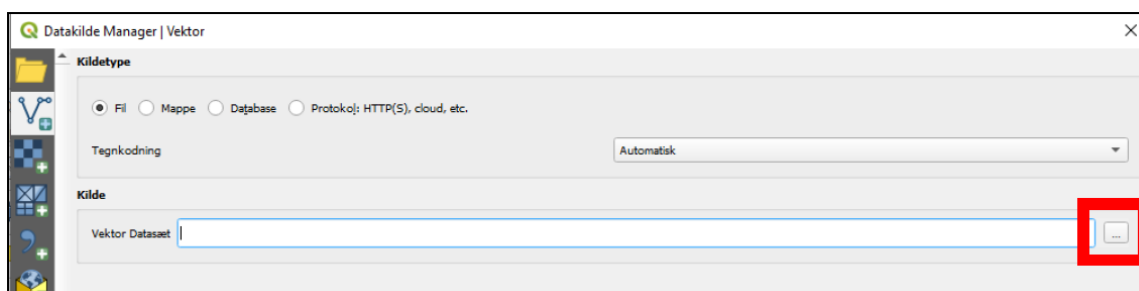 Datakilde Manager | Vektor
Kildetype
Fil Mappe Database Protokol: HTTP(S), cloud, etc.
Tegnkodning Automatisk
Kilde
Vektor Datasæt ...